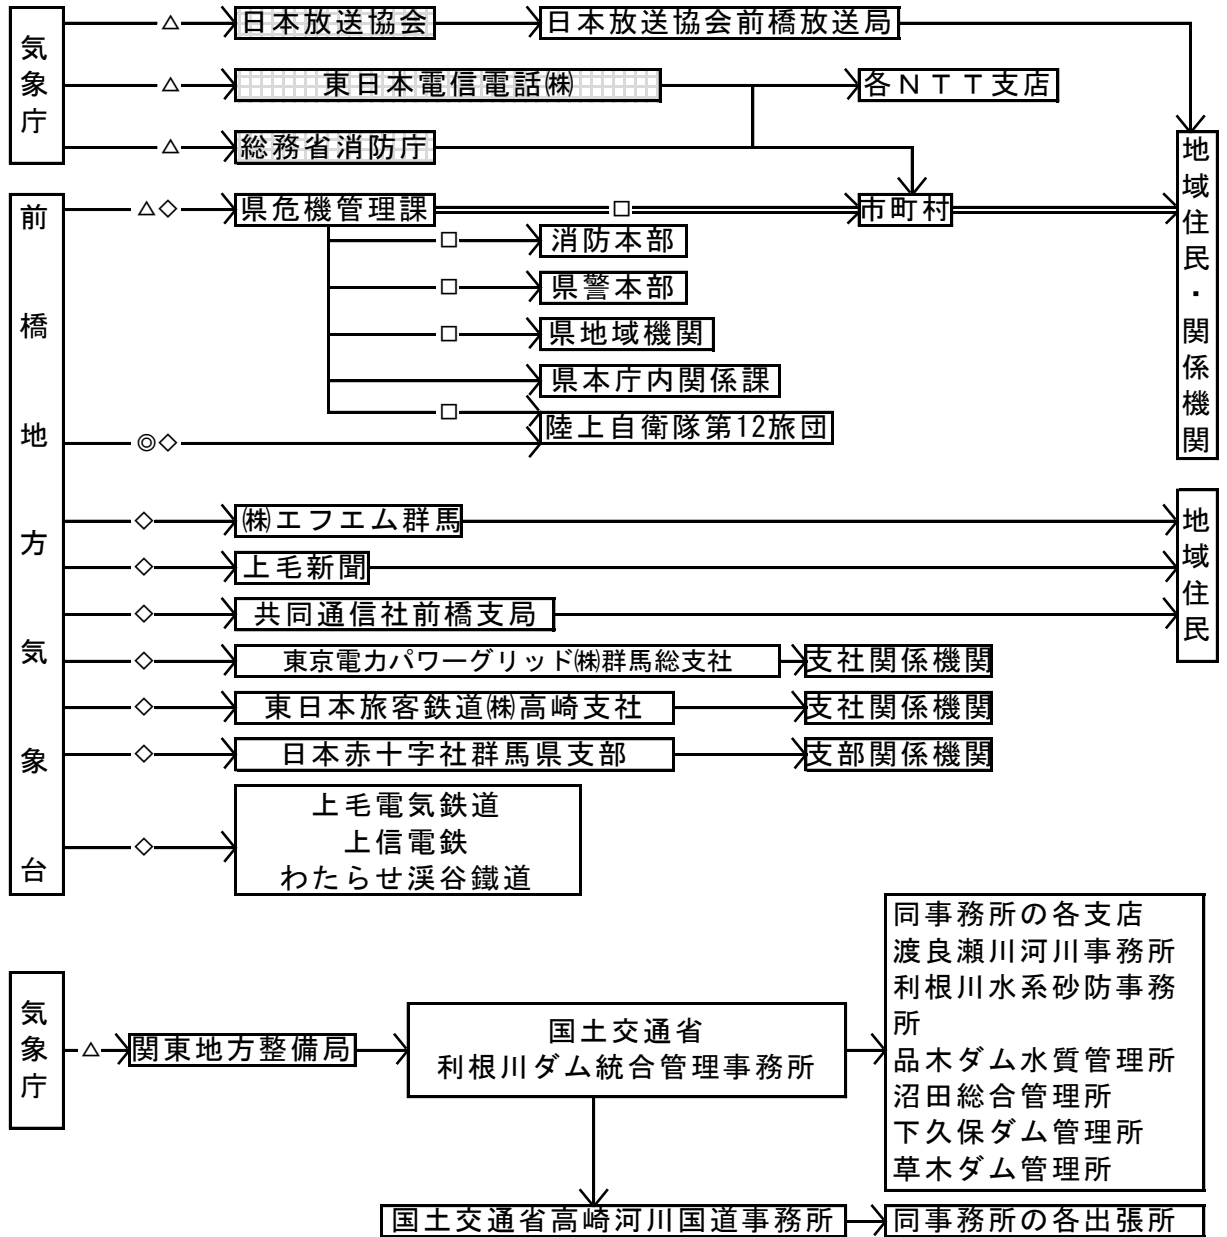 気象庁
△
日本放送協会
日本放送協会前橋放送局
△
東日本電信電話㈱
各ＮＴＴ支店
△
総務省消防庁
地域住民・関係機関
前橋地方気象台
△◇
県危機管理課
□
市町村
□
消防本部
□
県警本部
□
県地域機関
県本庁内関係課
□
◎◇
陸上自衛隊第12旅団
◇
㈱エフエム群馬
地域住民
◇
上毛新聞
◇
共同通信社前橋支局
◇
東京電力パワーグリッド㈱群馬総支社
支社関係機関
◇
東日本旅客鉄道㈱高崎支社
支社関係機関
◇
日本赤十字社群馬県支部
支部関係機関
◇
上毛電気鉄道
上信電鉄
わたらせ渓谷鐵道
気象庁
△
関東地方整備局
国土交通省
利根川ダム統合管理事務所
同事務所の各支店
渡良瀬川河川事務所
利根川水系砂防事務
所
品木ダム水質管理所
沼田総合管理所
下久保ダム管理所
草木ダム管理所
国土交通省高崎河川国道事務所
同事務所の各出張所